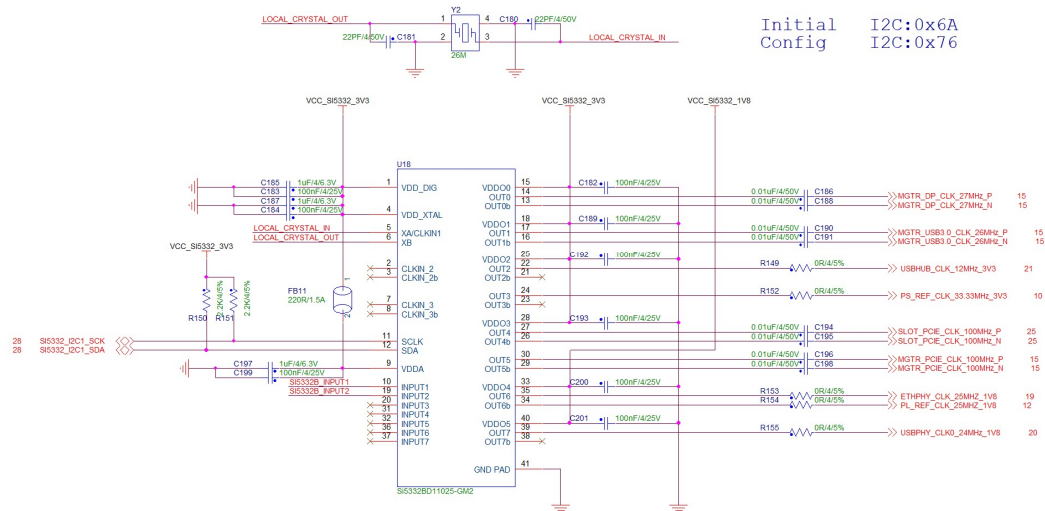 LOCAL_CRYSTAL_OUT
Y2
1
4
C180
22PF/4/50V
22PF/4/50V
C181
2
3
LOCAL_CRYSTAL_IN
26M
Initial I2C:0x6A
Config I2C:0x76
VCC_SI5332_3V3
VCC_SI5332_3V3
VCC_SI5332_1V8
U18
C185 1uF/4/6.3V
C183 100nF/4/25V
C187 1uF/4/6.3V
C184 100nF/4/25V
1 VDD_DIG
4 VDD_XTAL
LOCAL_CRYSTAL_IN 5 XA/CLKIN1
LOCAL_CRYSTAL_OUT 6 XB
VCC_SI5332_3V3
2 CLKIN_2
3 CLKIN_2b
7 CLKIN_3
8 CLKIN_3b
1
FB11
220R/1.5A
2
2.2K/4/5%
2.2K/4/5%
R150 R151
28 SI5332_I2C1_SCK 11 SCLK
28 SI5332_I2C1_SDA 12 SDA
C197 1uF/4/6.3V
C199 100nF/4/25V
9 VDDA
SI5332B_INPUT1 10 INPUT1
SI5332B_INPUT2 19 INPUT2
20 INPUT3
31 INPUT4
32 INPUT5
36 INPUT6
37 INPUT7
SI5332BD11025-GM2
VDDO0 15 C182 100nF/4/25V
OUT0 14 0.01uF/4/50V C186 MGTR_DP_CLK_27MHz_P 15
OUT0b 13 0.01uF/4/50V C188 MGTR_DP_CLK_27MHz_N 15
VDDO1 18 C189 100nF/4/25V
OUT1 17 0.01uF/4/50V C190 MGTR_USB3.0_CLK_26MHz_P 15
OUT1b 16 0.01uF/4/50V C191 MGTR_USB3.0_CLK_26MHz_N 15
VDDO2 25 C192 100nF/4/25V
OUT2 22 R149 0R/4/5% USBHUB_CLK_12MHz_3V3 21
OUT2b 21
OUT3 24 R152 0R/4/5% PS_REF_CLK_33.33MHz_3V3 10
OUT3b 23
VDDO3 28 C193 100nF/4/25V
OUT4 27 0.01uF/4/50V C194 SLOT_PCIE_CLK_100MHz_P 25
OUT4b 26 0.01uF/4/50V C195 SLOT_PCIE_CLK_100MHz_N 25
OUT5 30 0.01uF/4/50V C196 MGTR_PCIE_CLK_100MHz_P 15
OUT5b 29 0.01uF/4/50V C198 MGTR_PCIE_CLK_100MHz_N 15
VDDO4 33 C200 100nF/4/25V
OUT6 35 R153 0R/4/5% ETHPHY_CLK_25MHZ_1V8 19
OUT6b 34 R154 0R/4/5% PL_REF_CLK_25MHZ_1V8 12
VDDO5 40 C201 100nF/4/25V
OUT7 39 R155 0R/4/5% USBPHY_CLK0_24MHz_1V8 20
OUT7b 38
GND PAD 41